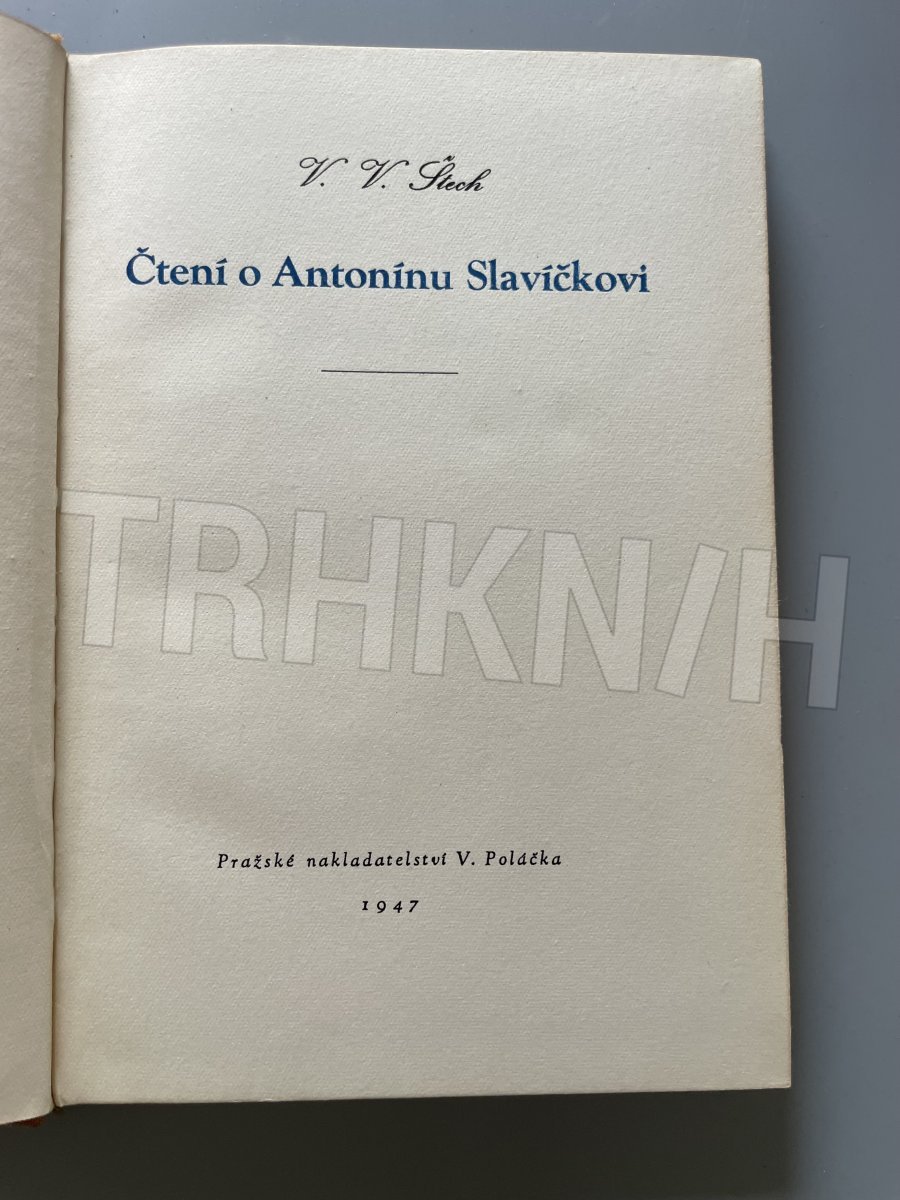 V. V. Štech
Čtení o Antonínu Slavíčkovi
TRHKNIH
Pražské nakladatelství V. Poláčka
1947